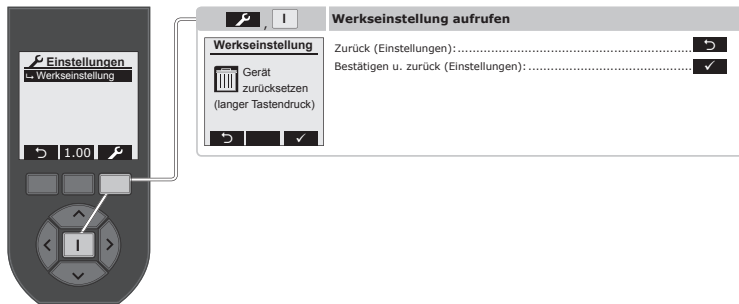 Einstellungen
Werkseinstellung
1.00
I
, I
Werkseinstellung aufrufen
Werkseinstellung
Gerät
zurücksetzen
(langer Tastendruck)
Zurück (Einstellungen):
Bestätigen u. zurück (Einstellungen):